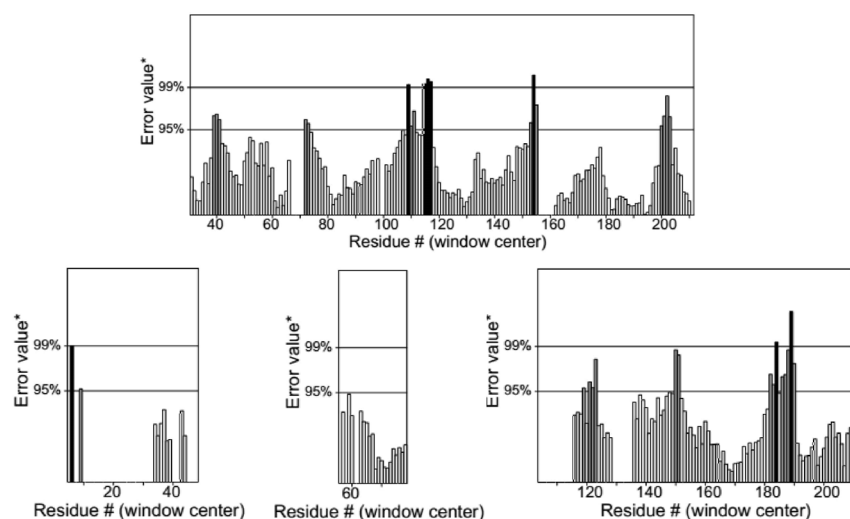 Error value*
99%
95%
40 60 80 100 120 140 160 180 200
Residue # (window center)
Error value*
99%
95%
20 40
Residue # (window center)
Error value*
99%
95%
60
Residue # (window center)
Error value*
99%
95%
120 140 160 180 200
Residue # (window center)